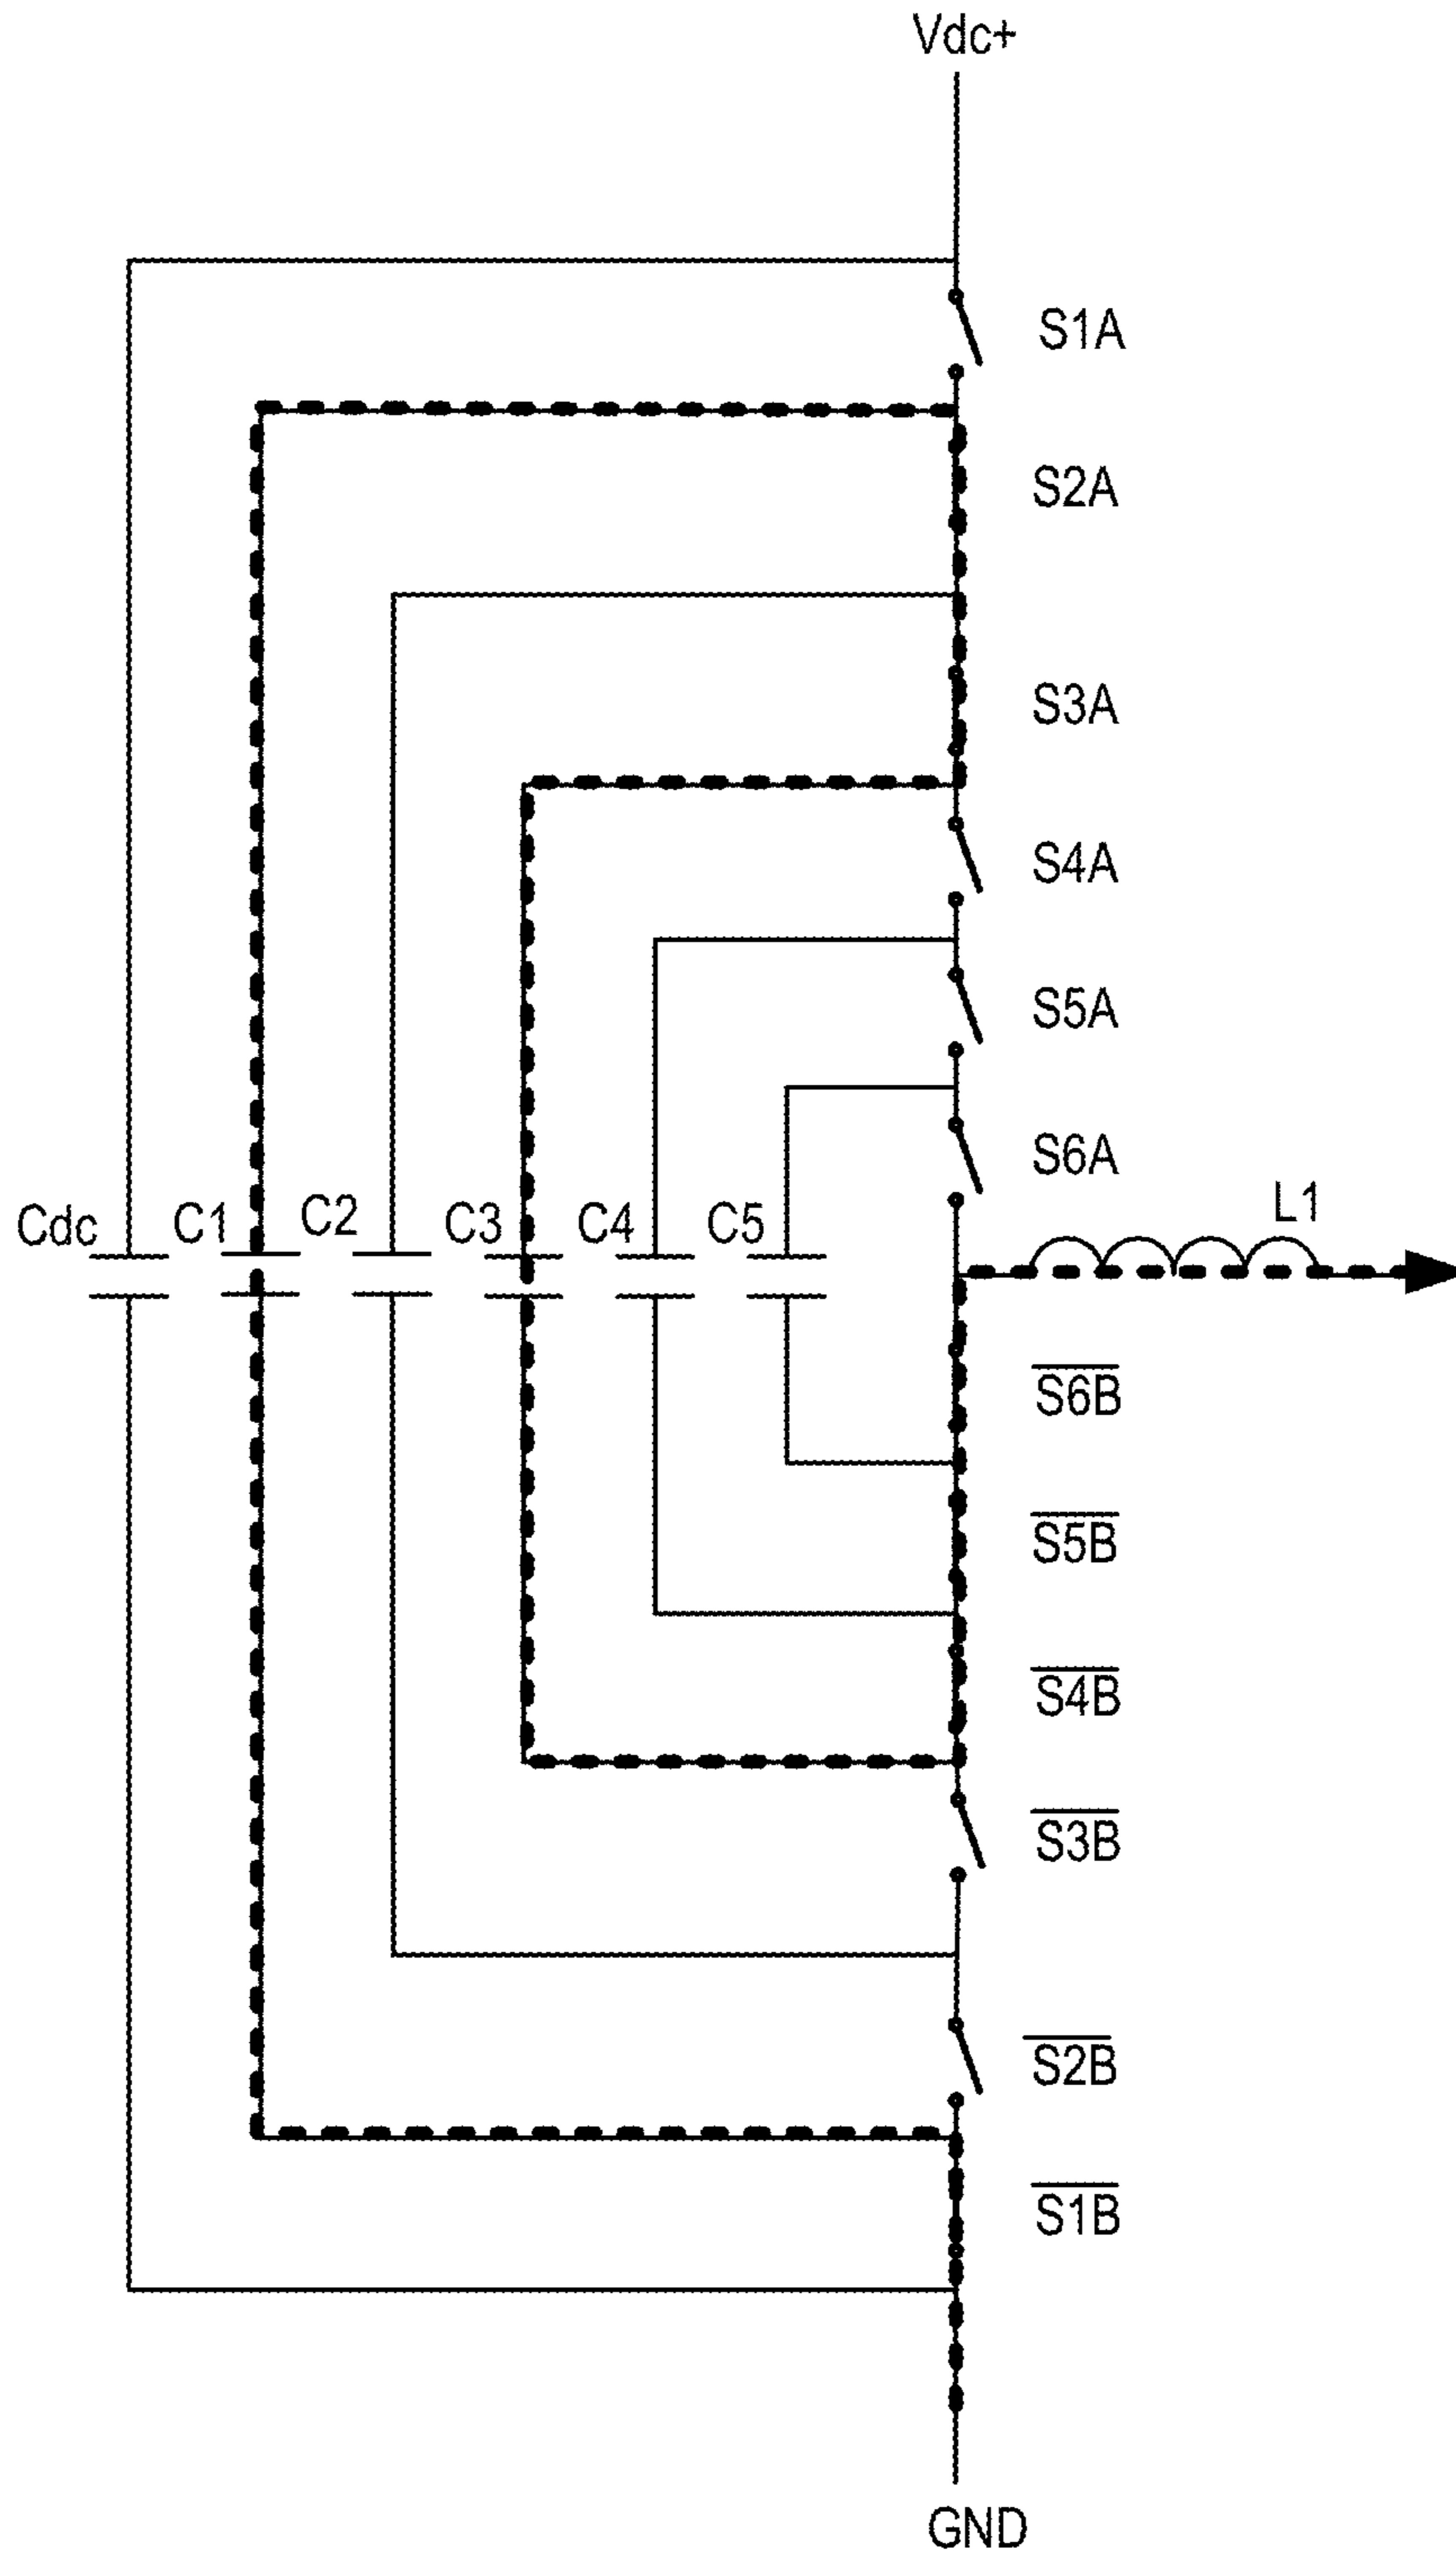 Vdc+
S1A
S2A
S3A
S4A
S5A
S6A
L1
Cdc C1 C2 C3 C4 C5
S6B
S5B
S4B
S3B
S2B
S1B
GND